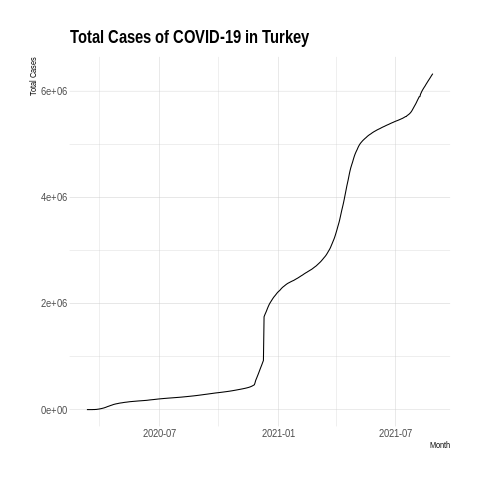 Total Cases of COVID-19 in Turkey
Total Cases
6e+06
4e+06
2e+06
0e+00
2020-07 2021-01 2021-07
Month